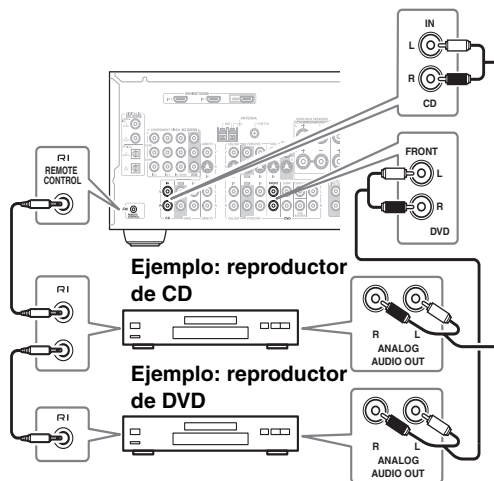 IN
L
R
CD
ANTENNA
RI
REMOTE
CONTROL
FRONT
L
R
DVD
Ejemplo: reproductor
de CD
RI
R L
ANALOG
AUDIO OUT
Ejemplo: reproductor
de DVD
RI
R L
ANALOG
AUDIO OUT